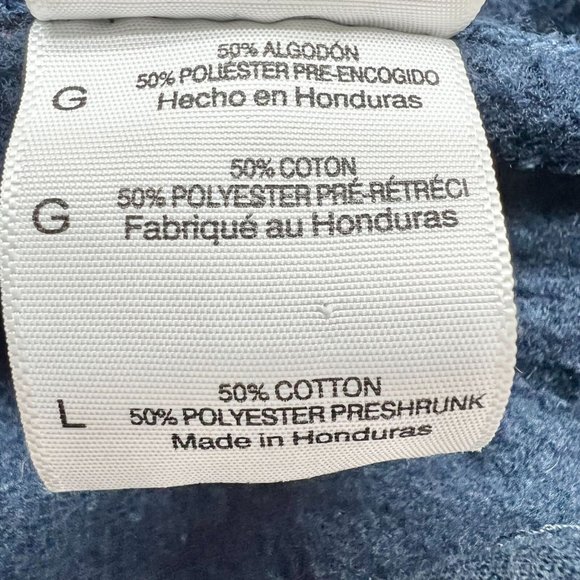 50% ALGODÓN
G 50% POLIÉSTER PRE-ENCOGIDO
Hecho en Honduras
50% COTON
G 50% POLYESTER PRÉ-RÉTRÉCI
Fabriqué au Honduras
50% COTTON
L 50% POLYESTER PRESHRUNK
Made in Honduras